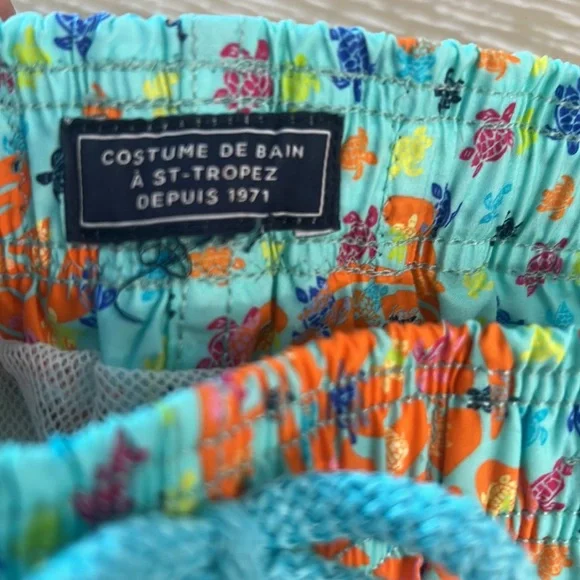 COSTUME DE BAIN
À ST-TROPEZ
DEPUIS 1971